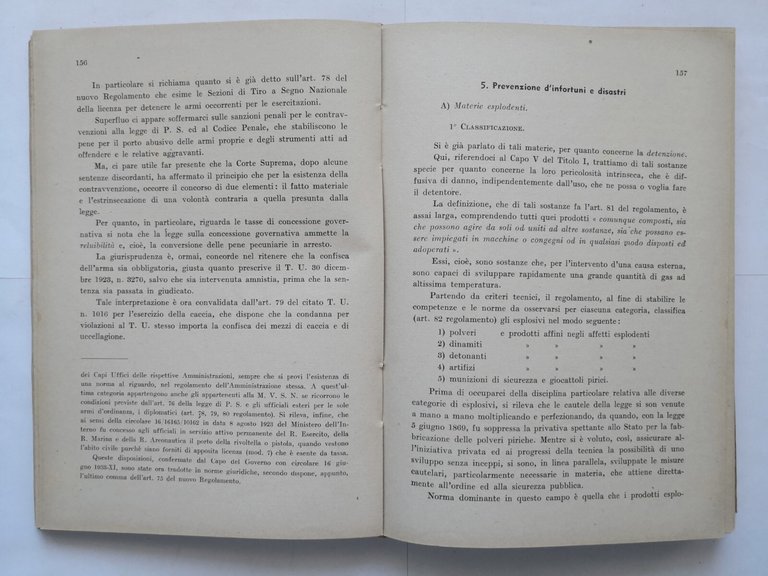 156
In particolare si richiama quanto si è già detto sull'art. 78 del
nuovo Regolamento che esime le Sezioni di Tiro a Segno Nazionale
della licenza per detenere le armi occorrenti per le esercitazioni.
Superfluo ci appare soffermarci sulle sanzioni penali per le contrav-
venzioni alla legge di P. S. ed al Codice Penale, che stabiliscono le
pene per il porto abusivo delle armi proprie e degli strumenti atti ad
offendere e le relative aggravanti.
Ma, ci pare utile far presente che la Corte Suprema, dopo alcune
sentenze discordanti, ha affermato il principio che per la esistenza della
contravvenzione, occorre il concorso di due elementi: il fatto materiale
e l'estrinsecazione di una volontà contraria a quella presunta dalla
legge.
Per quanto, in particolare, riguarda le tasse di concessione gover-
nativa si nota che la legge sulla concessione governativa ammette la
reluibilità e, cioè, la conversione delle pene pecuniarie in arresto.
La giurisprudenza è, ormai, concorde nel ritenere che la confisca
dell'arma sia obbligatoria, giusta quanto prescrive il T. U. 30 dicem-
bre 1923, n. 3270, salvo che sia intervenuta amnistia, prima che la sen-
tenza sia passata in giudicato.
Tale interpretazione è ora convalidata dall'art. 79 del citato T. U.
n. 1016 per l'esercizio della caccia, che dispone che la condanna per
violazioni al T. U. stesso importa la confisca dei mezzi di caccia e di
uccellagione.
dei Capi Uffici delle rispettive Amministrazioni, sempre che si provi l'esistenza di
una norma al riguardo, nel regolamento dell'Amministrazione stessa. A quest'ul-
tima categoria appartengono anche gli appartenenti alla M. V. S. N. se ricorrono le
condizioni previste dall'art. 76 della legge di P. S. e gli ufficiali esteri per le sole
armi d'ordinanza, i diplomatici (art. 78, 79, 80 regolamento). Si rileva, infine, che
ai sensi della circolare 16 16165/10162 in data 8 agosto 1923 del Ministero dell'In-
terno fu concesso agli ufficiali in servizio attivo permanente del R. Esercito, della
R. Marina e della R. Aeronautica il porto della rivoltella o pistola, quando vestono
l'abito civile purchè siano forniti di apposita licenza (mod. 7) che è esente da tassa.
Queste disposizioni, confermate dal Capo del Governo con circolare 16 giu-
gno 1933-XI, sono state ora tradotte in norme giuridiche, secondo dispone, appunto,
l'ultimo comma dell'art. 75 del nuovo Regolamento.
157
5. Prevenzione d'infortuni e disastri
A) Materie esplodenti.
1° CLASSIFICAZIONE.
Si è già parlato di tali materie, per quanto concerne la detenzione.
Qui, riferendoci al Capo V del Titolo I, trattiamo di tali sostanze
specie per quanto concerne la loro pericolosità intrinseca, che è dif-
fusiva di danno, indipendentemente dall'uso, che ne possa o voglia fare
il detentore.
La definizione, che di tali sostanze fa l'art. 81 del regolamento, è
assai larga, comprendendo tutti quei prodotti « comunque composti, sia
che possono agire da soli od uniti ad altre sostanze, sia che possano es-
sere impiegati in macchine o congegni od in qualsiasi modo disposti ed
adoperati ».
Essi, cioè, sono sostanze che, per l'intervento d'una causa esterna,
sono capaci di sviluppare rapidamente una grande quantità di gas ad
altissima temperatura.
Partendo da criteri tecnici, il regolamento, al fine di stabilire le
competenze e le norme da osservarsi per ciascuna categoria, classifica
(art. 82 regolamento) gli esplosivi nel modo seguente:
1) polveri e prodotti affini negli affetti esplodenti
2) dinamiti » » » »
3) detonanti » » » »
4) artifizi » » » »
5) munizioni di sicurezza e giocattoli pirici.
Prima di occuparci della disciplina particolare relativa alle diverse
categorie di esplosivi, si rileva che le cautele della legge si son venute
a mano a mano moltiplicando e perfezionando, da quando, con la legge
5 giugno 1869, fu soppressa la privativa spettante allo Stato per la fab-
bricazione delle polveri piriche. Mentre si è voluto, così, assicurare al-
l'iniziativa privata ed ai progressi della tecnica la possibilità di uno
sviluppo senza inceppi, si sono, in linea parallela, sviluppate le misure
cautelari, particolarmente necessarie in materia, che attiene diretta-
mente all'ordine ed alla sicurezza pubblica.
Norma dominante in questo campo è quella che i prodotti esplo-